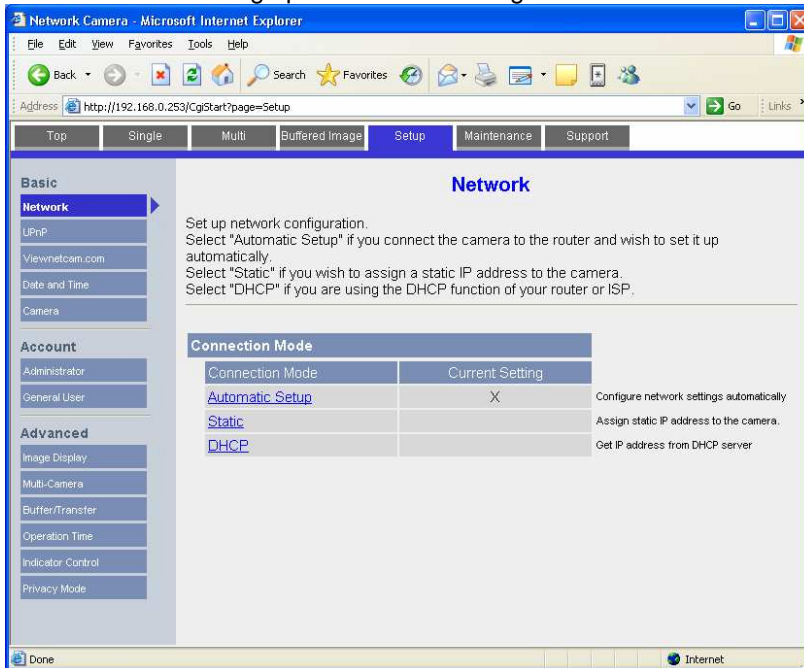 Network Camera - Microsoft Internet Explorer
File Edit View Favorites Tools Help
Back Search Favorites
Address http://192.168.0.253/CgiStart?page=Setup Go Links
Top Single Multi Buffered Image Setup Maintenance Support
Basic
Network
UPnP
Viewnetcam.com
Date and Time
Camera
Account
Administrator
General User
Advanced
Image Display
Multi-Camera
Buffer/Transfer
Operation Time
Indicator Control
Privacy Mode
Network
Set up network configuration.
Select "Automatic Setup" if you connect the camera to the router and wish to set it up
automatically.
Select "Static" if you wish to assign a static IP address to the camera.
Select "DHCP" if you are using the DHCP function of your router or ISP.
Connection Mode
Connection Mode Current Setting
Automatic Setup X Configure network settings automatically
Static Assign static IP address to the camera.
DHCP Get IP address from DHCP server
Done Internet